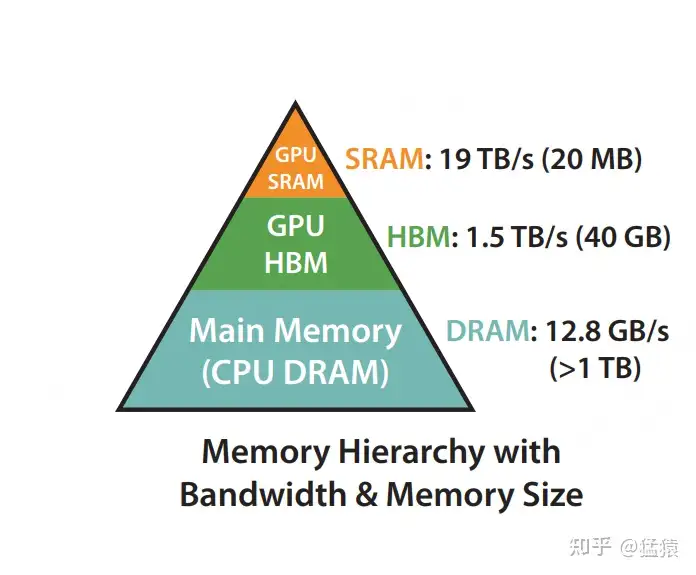 GPU
SRAM
SRAM: 19 TB/s (20 MB)
GPU
HBM
HBM: 1.5 TB/s (40 GB)
Main Memory
(CPU DRAM)
DRAM: 12.8 GB/s
(>1 TB)
Memory Hierarchy with
Bandwidth & Memory Size
知乎 @猛猿